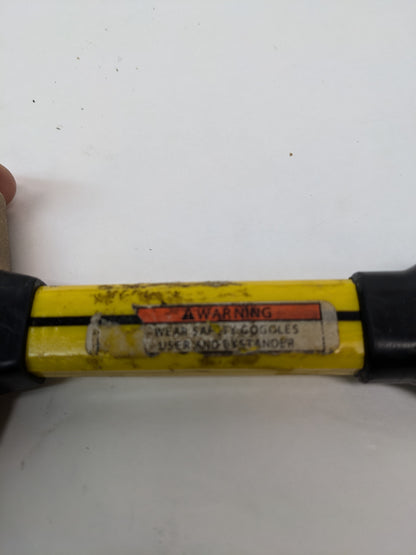 ⚠WARNING
WEAR SAFETY GOGGLES
USER AND BYSTANDER